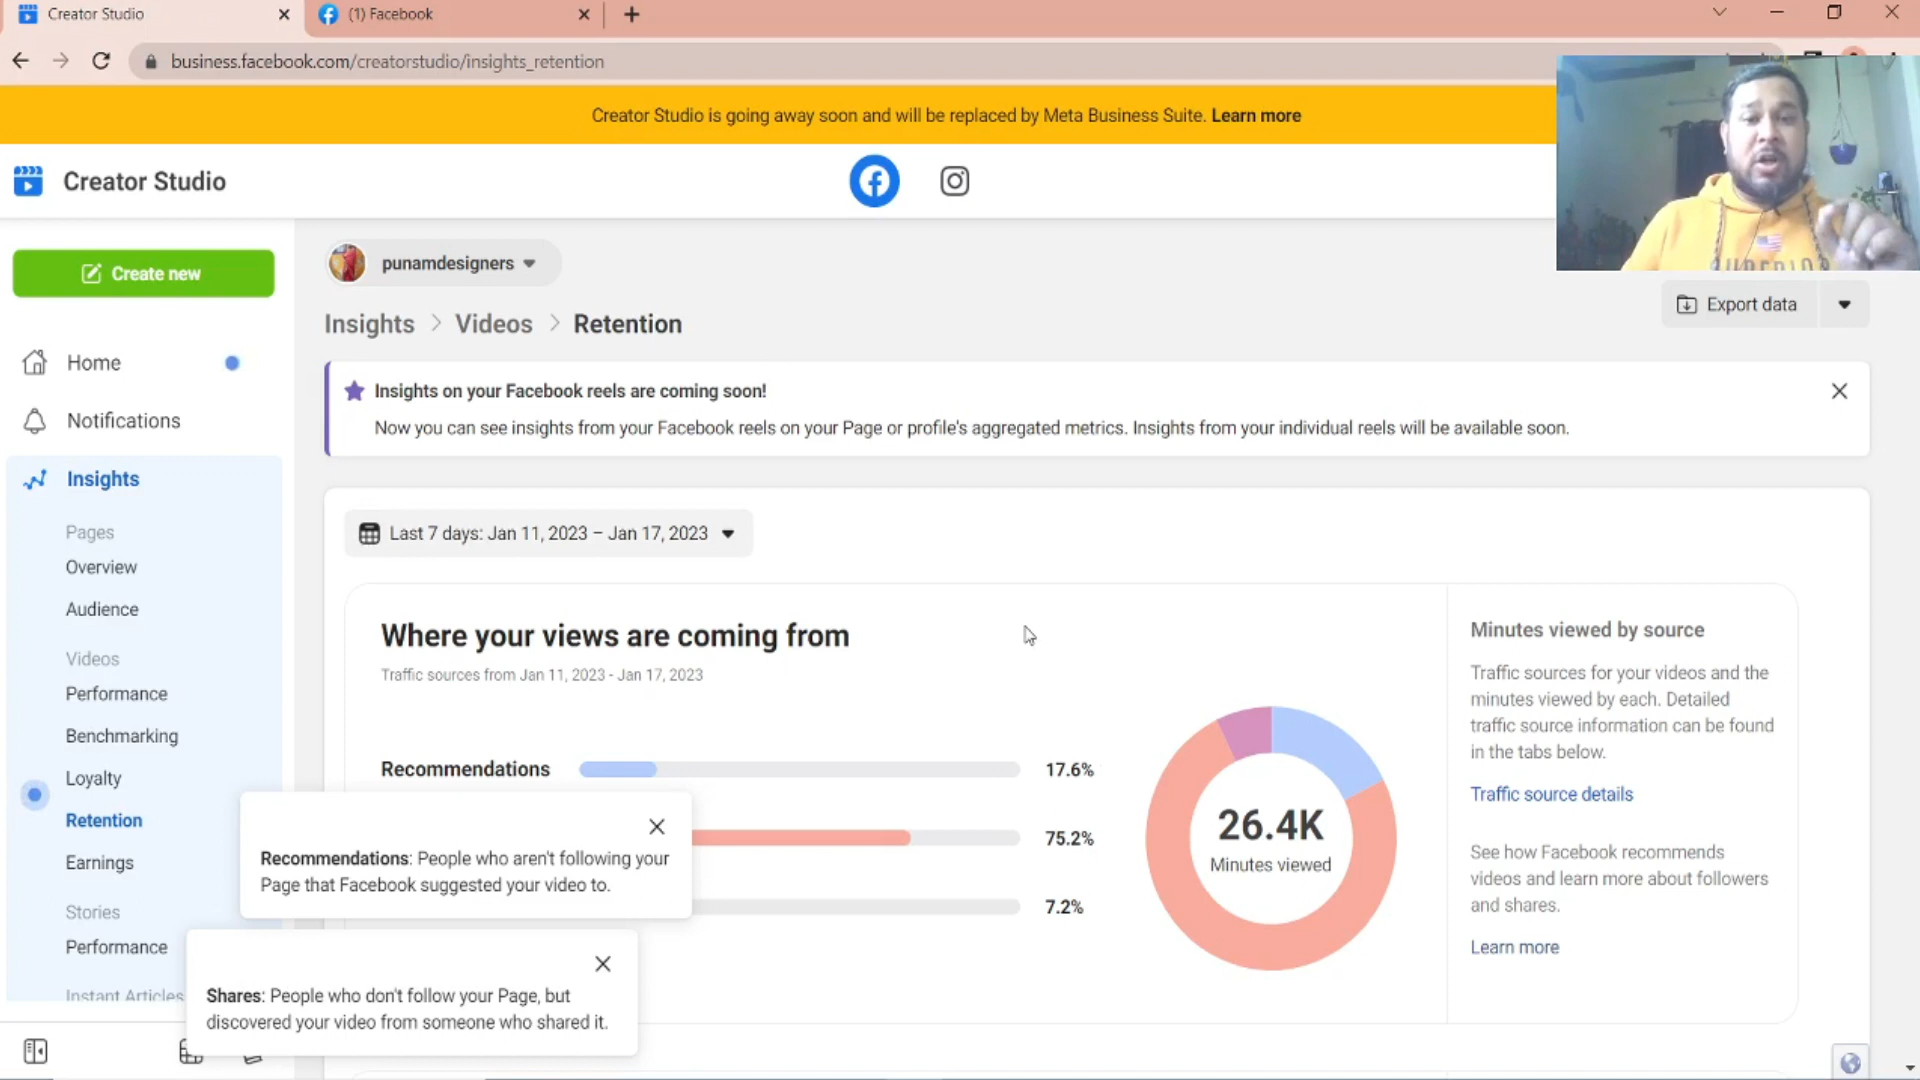 Creator Studio
(1) Facebook
business.facebook.com/creatorstudio/insights_retention
Creator Studio is going away soon and will be replaced by Meta Business Suite. Learn more
Creator Studio
Create new
Home
Notifications
Insights
Pages
Overview
Audience
Videos
Performance
Benchmarking
Loyalty
Retention
Earnings
Stories
Performance
Instant Articles
punamdesigners
Insights > Videos > Retention
Export data
Insights on your Facebook reels are coming soon!
Now you can see insights from your Facebook reels on your Page or profile's aggregated metrics. Insights from your individual reels will be available soon.
Last 7 days: Jan 11, 2023 – Jan 17, 2023
Where your views are coming from
Traffic sources from Jan 11, 2023 - Jan 17, 2023
Recommendations 17.6%
75.2%
7.2%
26.4K
Minutes viewed
Recommendations: People who aren't following your
Page that Facebook suggested your video to.
Shares: People who don't follow your Page, but
discovered your video from someone who shared it.
Minutes viewed by source
Traffic sources for your videos and the
minutes viewed by each. Detailed
traffic source information can be found
in the tabs below.
Traffic source details
See how Facebook recommends
videos and learn more about followers
and shares.
Learn more